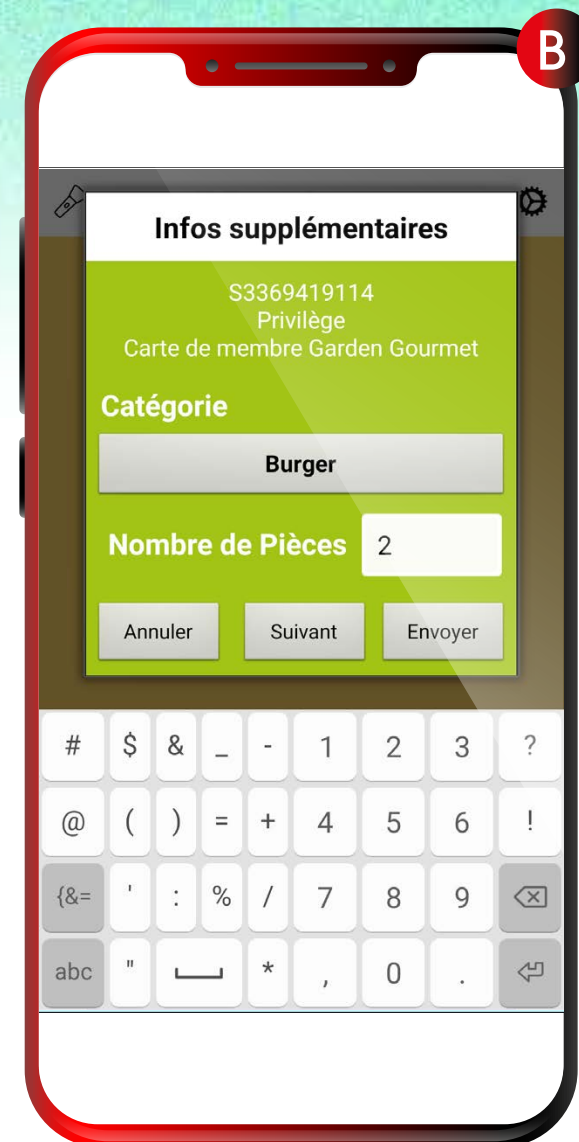 B
Infos supplémentaires
S3369419114
Privilège
Carte de membre Garden Gourmet
Catégorie
Burger
Nombre de Pièces 2
Annuler Suivant Envoyer
# $ & _ - 1 2 3 ?
@ ( ) = + 4 5 6 !
{&= ' : % / 7 8 9
abc " * , 0 .